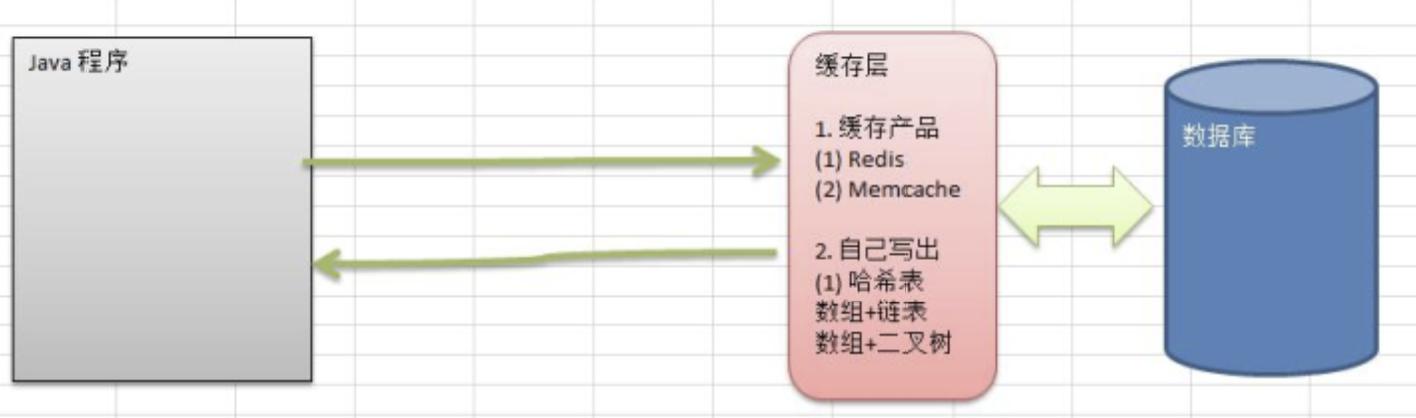 Java 程序
缓存层
1. 缓存产品
(1) Redis
(2) Memcache
2. 自己写出
(1) 哈希表
数组+链表
数组+二叉树
数据库